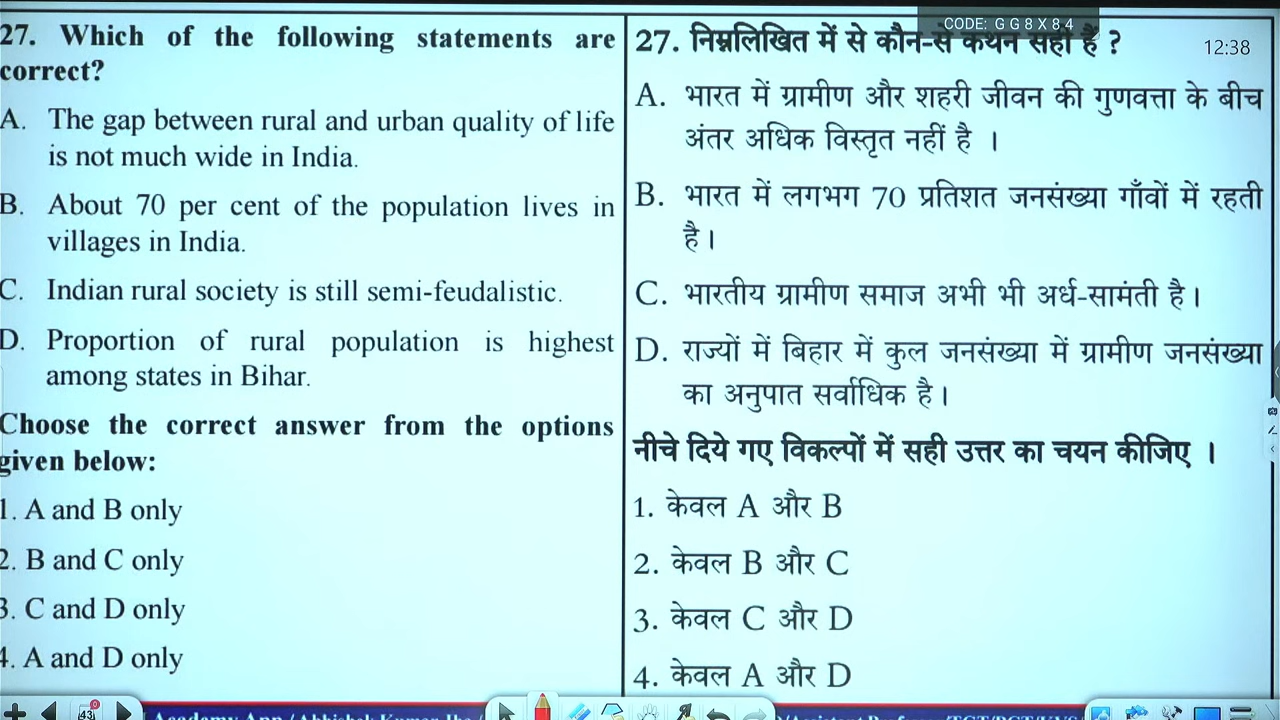 CODE: G G 8 X 8 4
12:38
27. Which of the following statements are
correct?
A. The gap between rural and urban quality of life
is not much wide in India.
B. About 70 per cent of the population lives in
villages in India.
C. Indian rural society is still semi-feudalistic.
D. Proportion of rural population is highest
among states in Bihar.
Choose the correct answer from the options
given below:
1. A and B only
2. B and C only
3. C and D only
4. A and D only
27. निम्नलिखित में से कौन-से कथन सही हैं ?
A. भारत में ग्रामीण और शहरी जीवन की गुणवत्ता के बीच
अंतर अधिक विस्तृत नहीं है ।
B. भारत में लगभग 70 प्रतिशत जनसंख्या गाँवों में रहती
है।
C. भारतीय ग्रामीण समाज अभी भी अर्ध-सामंती है।
D. राज्यों में बिहार में कुल जनसंख्या में ग्रामीण जनसंख्या
का अनुपात सर्वाधिक है।
नीचे दिये गए विकल्पों में सही उत्तर का चयन कीजिए ।
1. केवल A और B
2. केवल B और C
3. केवल C और D
4. केवल A और D
43